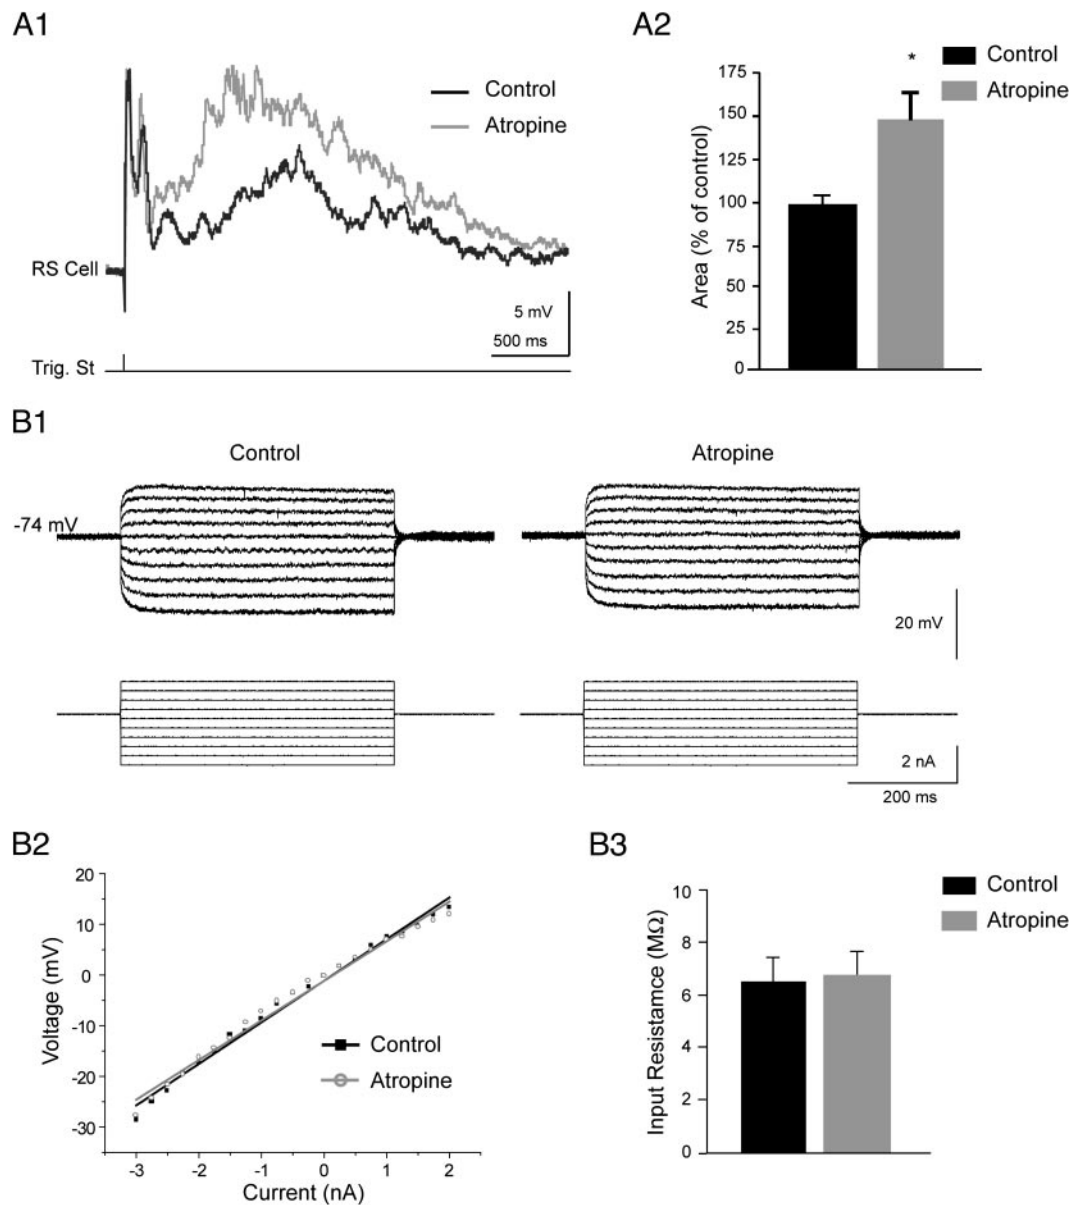 A1
Control
Atropine
RS Cell
5 mV
500 ms
Trig. St
A2
Control
Atropine
*
Area (% of control)
175
150
125
100
75
50
25
0
B1
Control
Atropine
-74 mV
20 mV
2 nA
200 ms
B2
Voltage (mV)
20
10
0
-10
-20
-30
Control
Atropine
-3 -2 -1 0 1 2
Current (nA)
B3
Control
Atropine
Input Resistamce (MΩ)
10
8
6
4
2
0